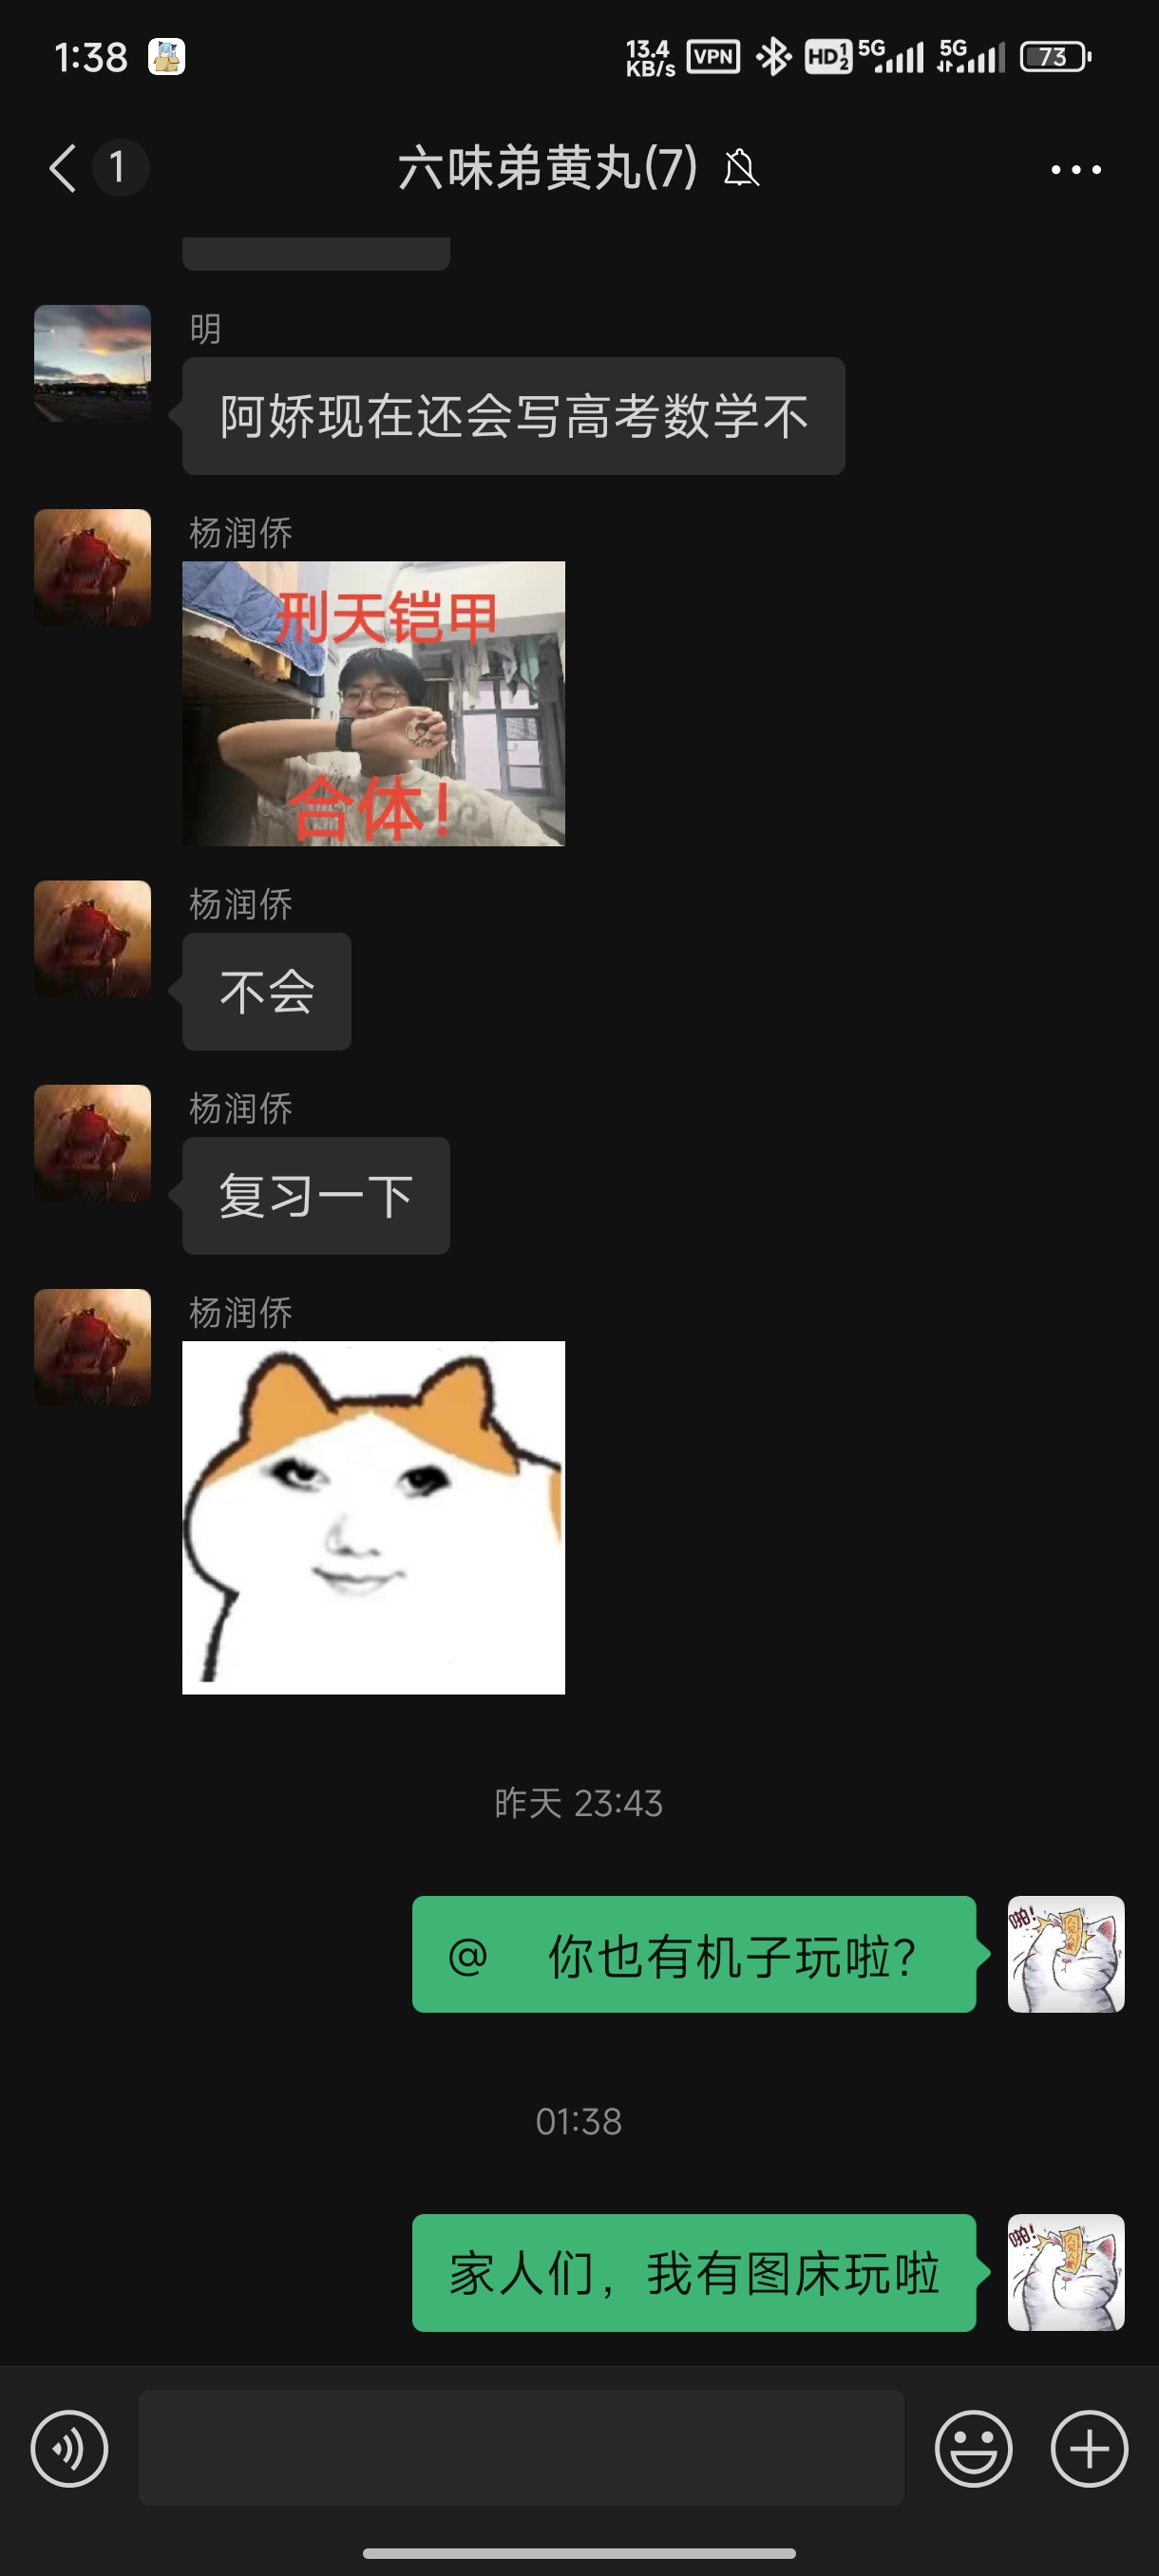 1:38
13.4
KB/s
VPN
HD 1 2
5G
5G
73
1
六味弟黄丸(7)
明
阿娇现在还会写高考数学不
杨润侨
刑天铠甲
合体!
杨润侨
不会
杨润侨
复习一下
杨润侨
昨天 23:43
@ 你也有机子玩啦?
啪!
01:38
家人们，我有图床玩啦
啪!